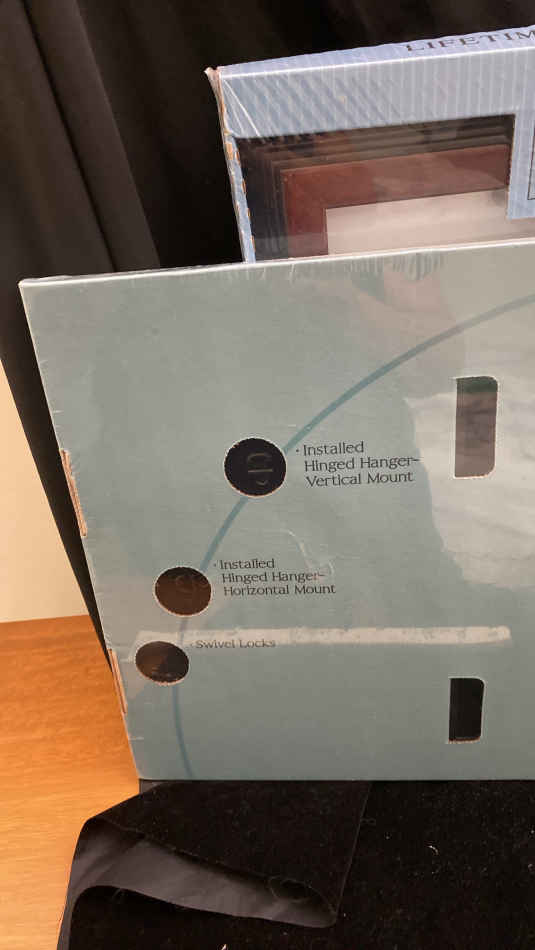 LIFETIM
· Installed
Hinged Hanger-
Vertical Mount
· Installed
Hinged Hanger-
Horizontal Mount
· Swivel Locks